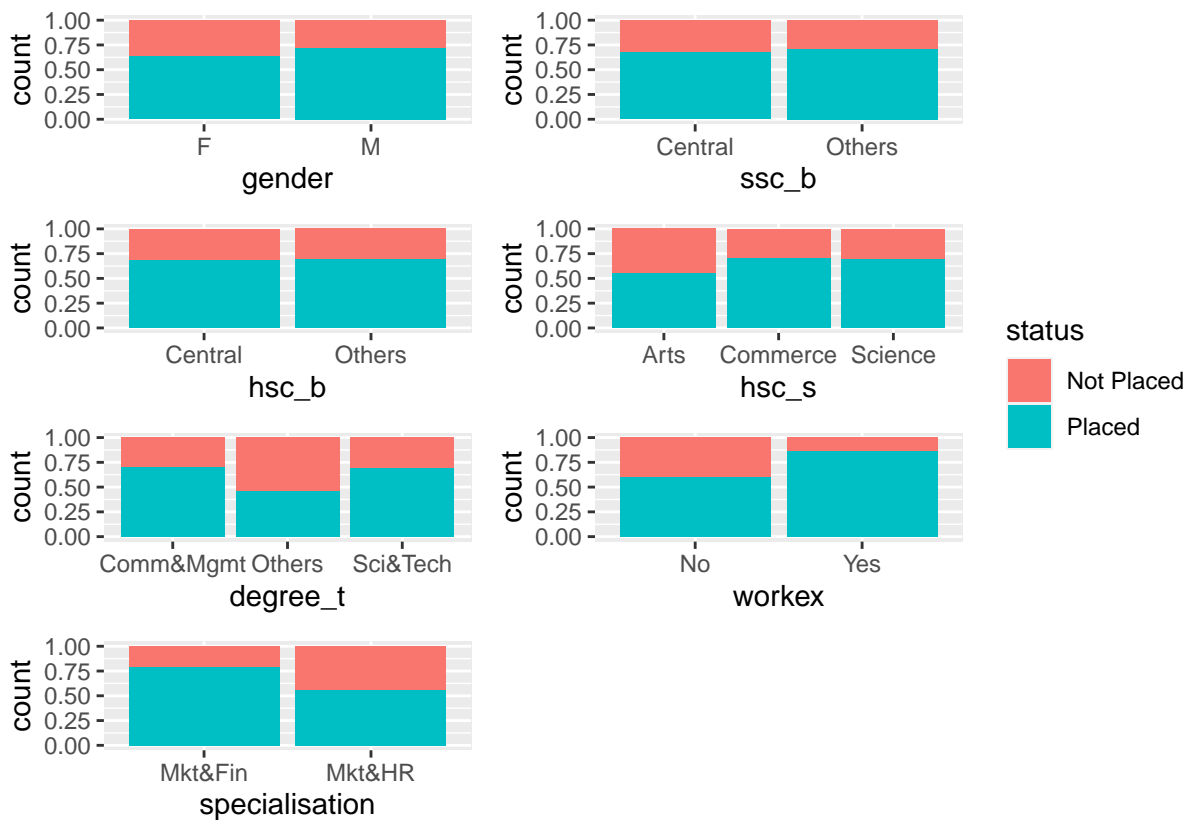 count
1.00
0.75
0.50
0.25
0.00
F M
gender
count
1.00
0.75
0.50
0.25
0.00
Central Others
ssc_b
count
1.00
0.75
0.50
0.25
0.00
Central Others
hsc_b
count
1.00
0.75
0.50
0.25
0.00
Arts Commerce Science
hsc_s
count
1.00
0.75
0.50
0.25
0.00
Comm&Mgmt Others Sci&Tech
degree_t
count
1.00
0.75
0.50
0.25
0.00
No Yes
workex
count
1.00
0.75
0.50
0.25
0.00
Mkt&Fin Mkt&HR
specialisation
status
Not Placed
Placed